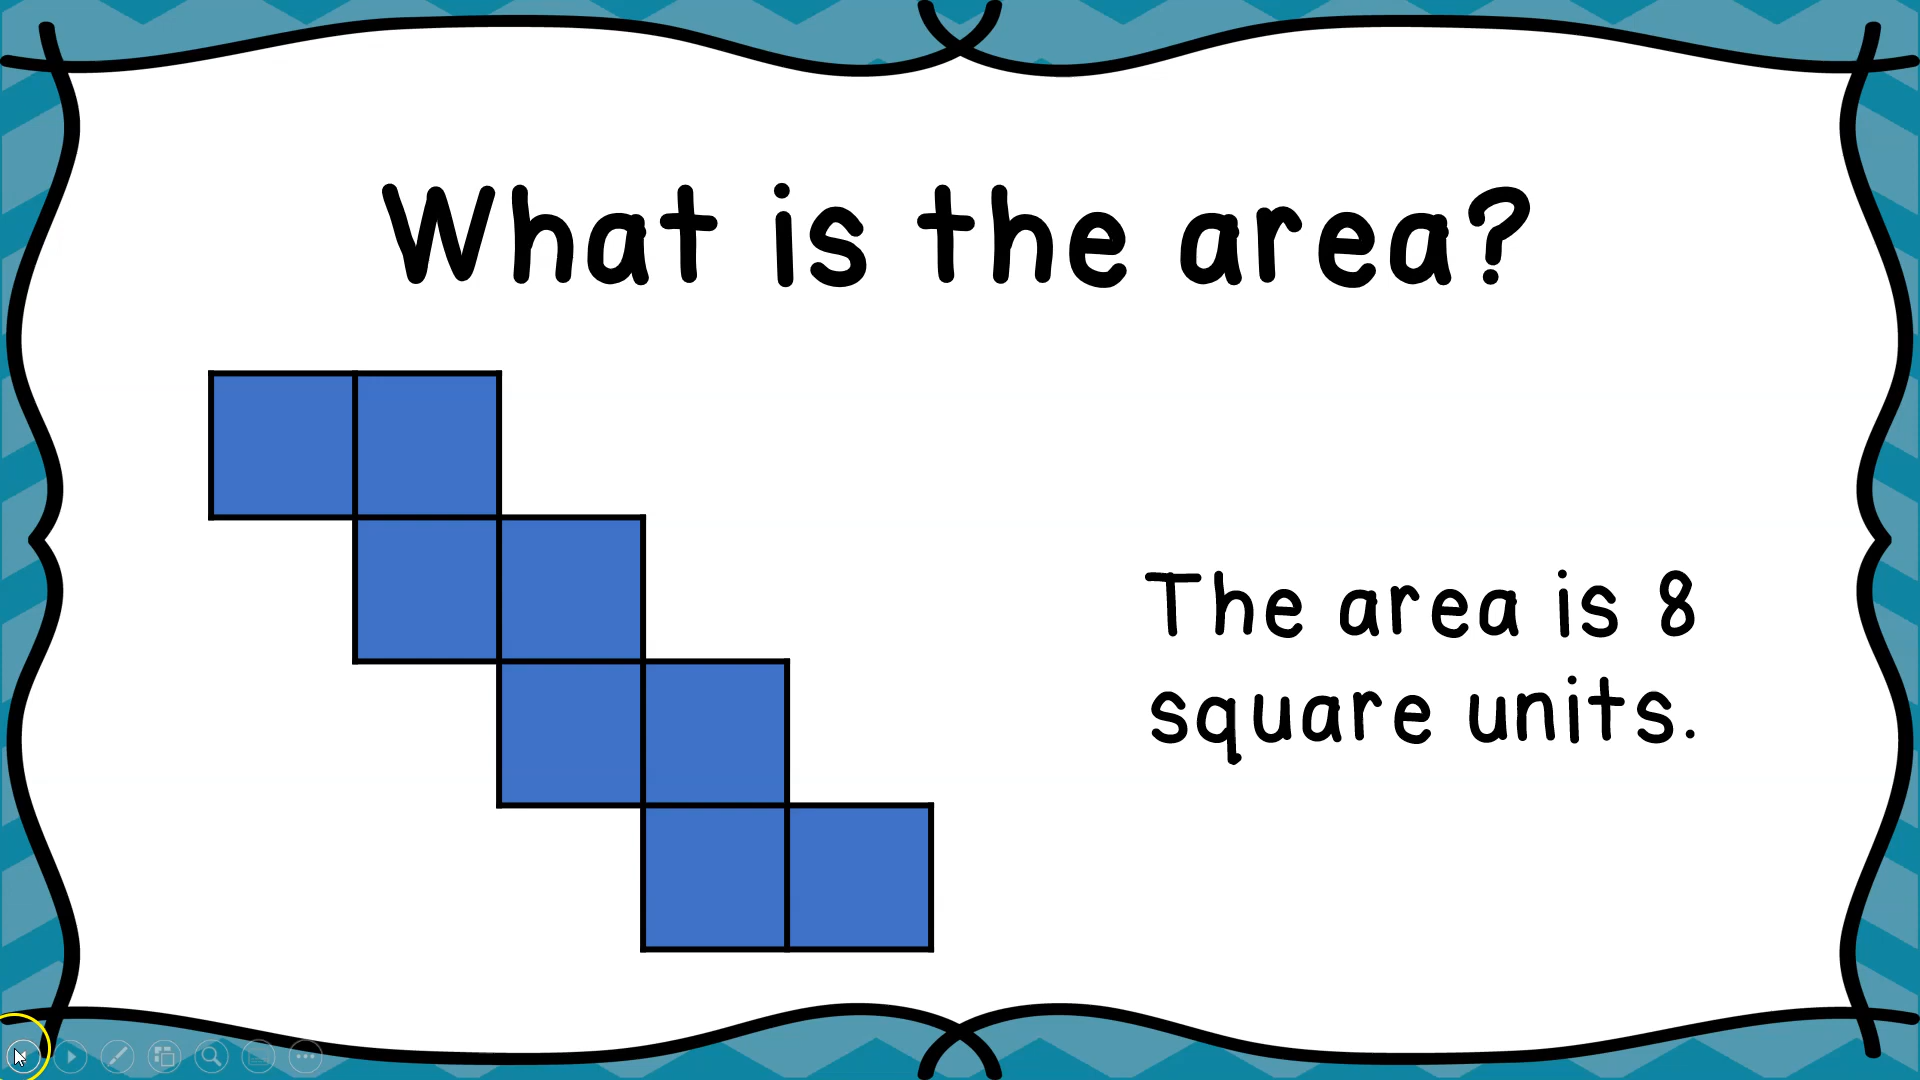 What is the area?
The area is 8
square units.